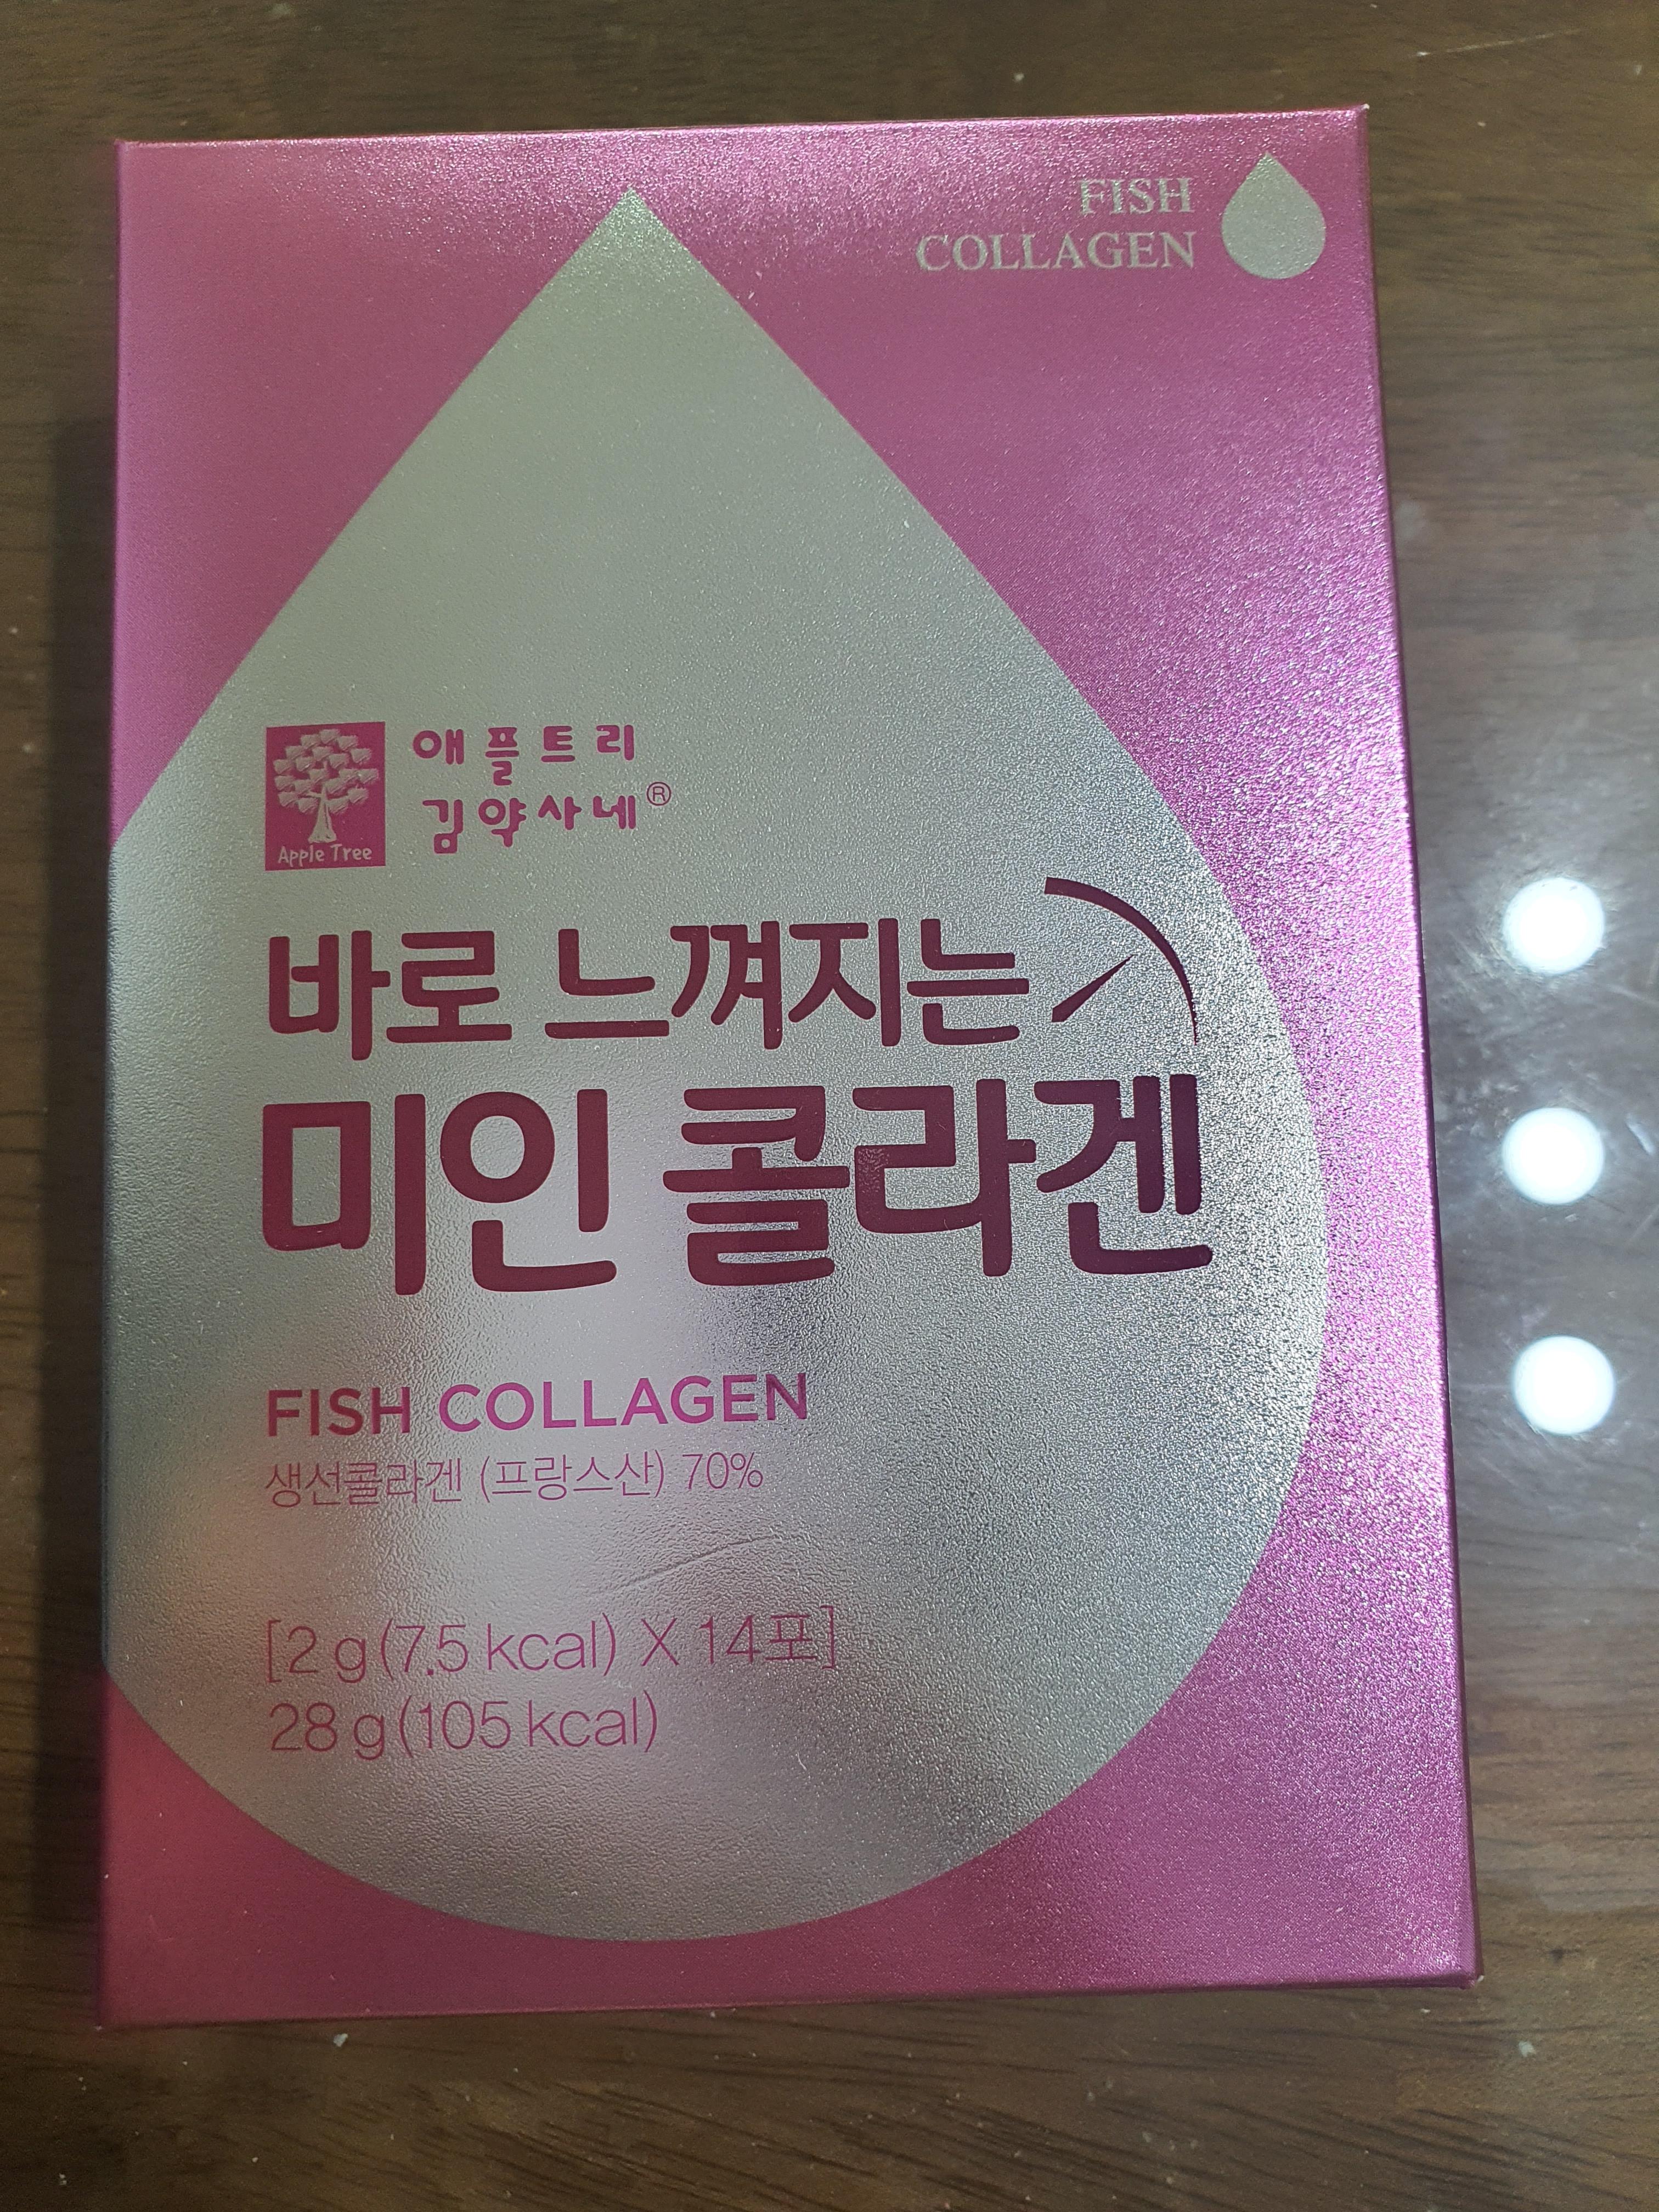 FISH
COLLAGEN
애플트리
김약사네®
Apple Tree
바로 느껴지는
미인 콜라겐
FISH COLLAGEN
생선콜라겐 (프랑스산) 70%
[2 g (7.5 kcal) X 14포]
28 g (105 kcal)